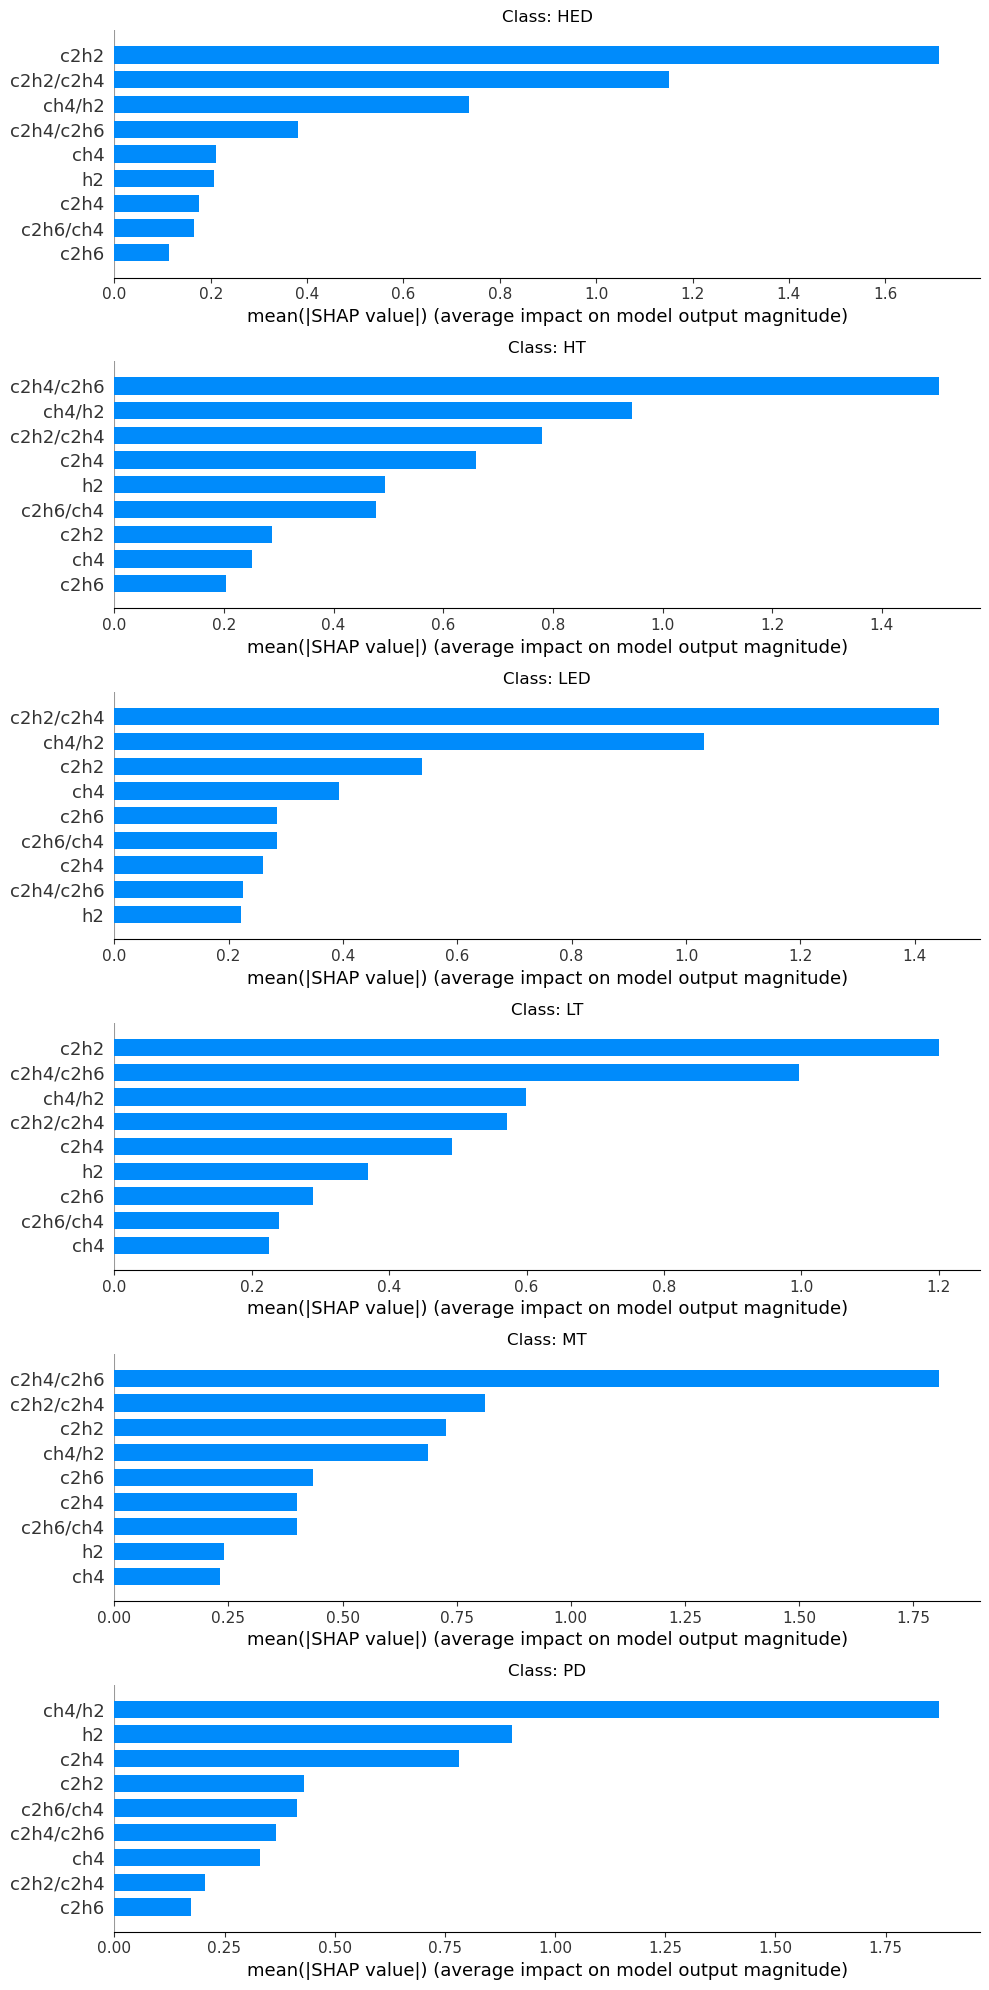 Class: HED
c2h2
c2h2/c2h4
ch4/h2
c2h4/c2h6
ch4
h2
c2h4
c2h6/ch4
c2h6
0.0 0.2 0.4 0.6 0.8 1.0 1.2 1.4 1.6
mean(|SHAP value|) (average impact on model output magnitude)
Class: HT
c2h4/c2h6
ch4/h2
c2h2/c2h4
c2h4
h2
c2h6/ch4
c2h2
ch4
c2h6
0.0 0.2 0.4 0.6 0.8 1.0 1.2 1.4
mean(|SHAP value|) (average impact on model output magnitude)
Class: LED
c2h2/c2h4
ch4/h2
c2h2
ch4
c2h6
c2h6/ch4
c2h4
c2h4/c2h6
h2
0.0 0.2 0.4 0.6 0.8 1.0 1.2 1.4
mean(|SHAP value|) (average impact on model output magnitude)
Class: LT
c2h2
c2h4/c2h6
ch4/h2
c2h2/c2h4
c2h4
h2
c2h6
c2h6/ch4
ch4
0.0 0.2 0.4 0.6 0.8 1.0 1.2
mean(|SHAP value|) (average impact on model output magnitude)
Class: MT
c2h4/c2h6
c2h2/c2h4
c2h2
ch4/h2
c2h6
c2h4
c2h6/ch4
h2
ch4
0.00 0.25 0.50 0.75 1.00 1.25 1.50 1.75
mean(|SHAP value|) (average impact on model output magnitude)
Class: PD
ch4/h2
h2
c2h4
c2h2
c2h6/ch4
c2h4/c2h6
ch4
c2h2/c2h4
c2h6
0.00 0.25 0.50 0.75 1.00 1.25 1.50 1.75
mean(|SHAP value|) (average impact on model output magnitude)